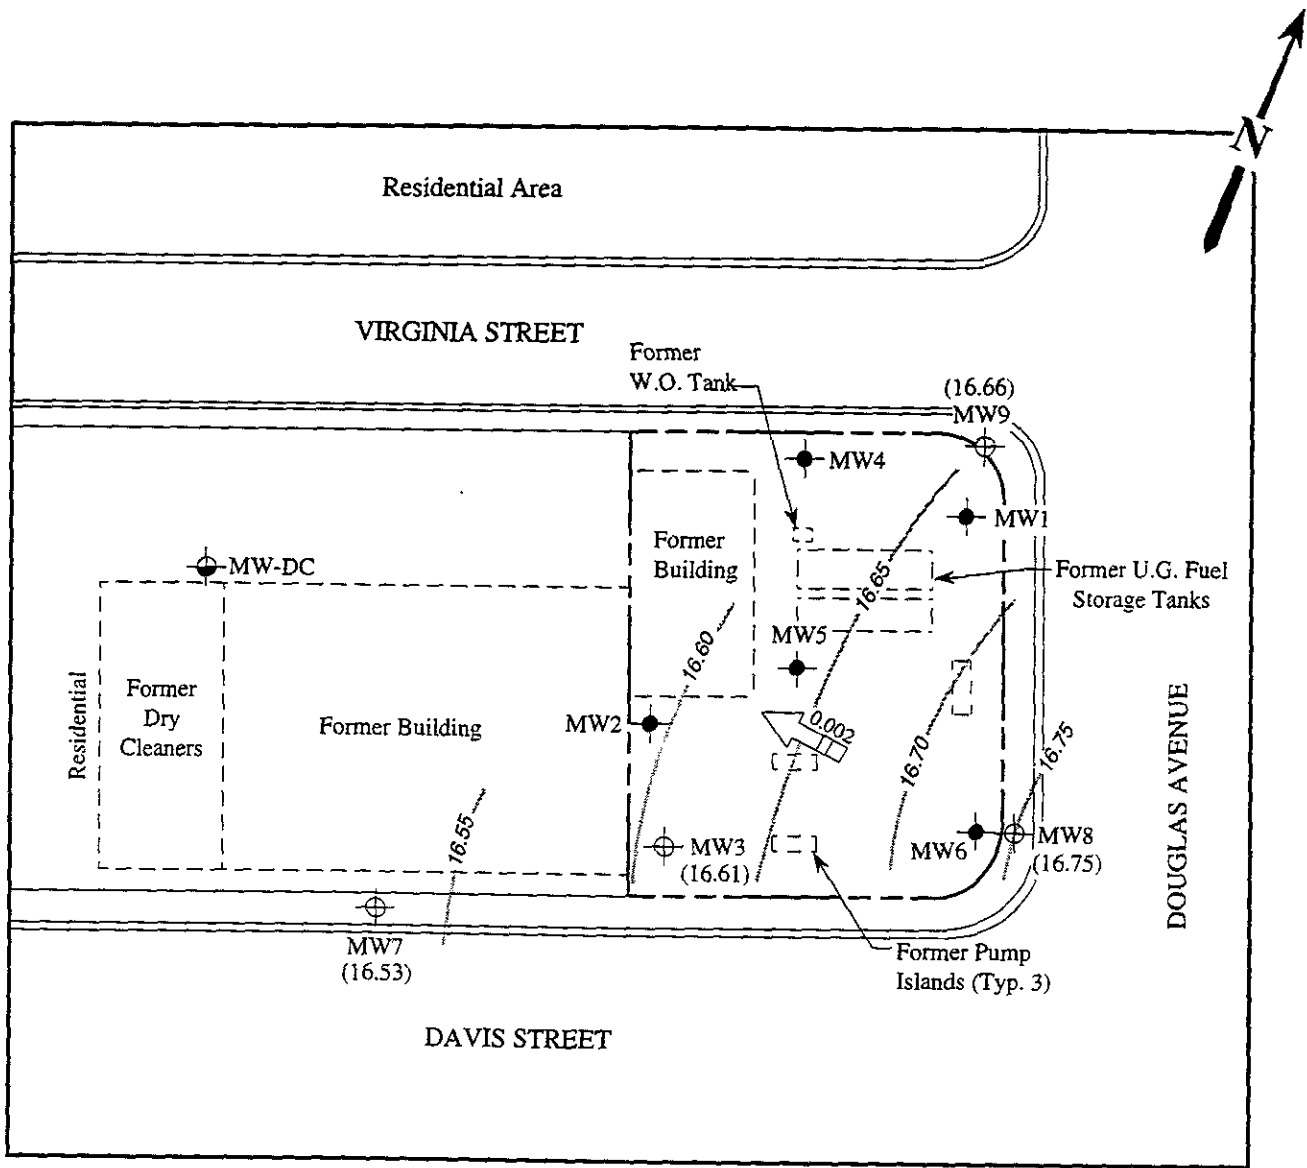 N
Residential Area
VIRGINIA STREET
Former
W.O. Tank
(16.66)
MW9
MW4
MW1
Former
Building
16.65
Former U.G. Fuel
Storage Tanks
MW-DC
MW5
16.60
Residential
Former
Dry
Cleaners
Former Building
MW2
0.002
16.70
16.75
DOUGLAS AVENUE
16.55
MW3
(16.61)
MW6
MW8
(16.75)
MW7
(16.53)
Former Pump
Islands (Typ. 3)
DAVIS STREET